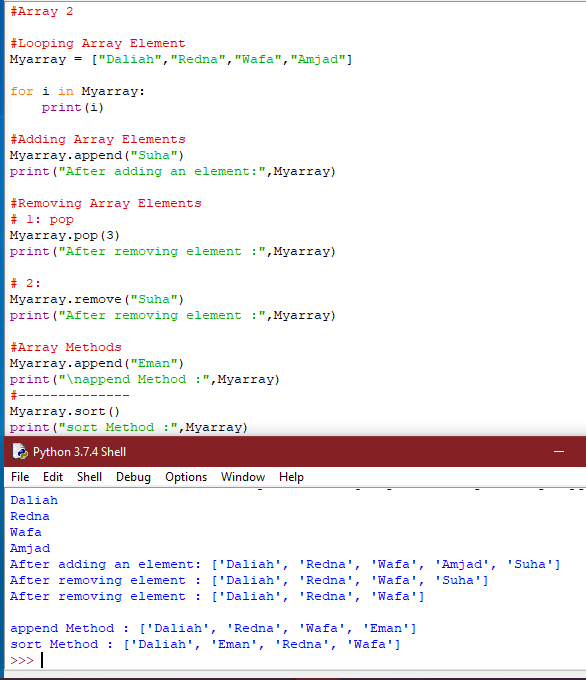 #Array 2

#Looping Array Element
Myarray = ["Daliah","Redna","Wafa","Amjad"]

for i in Myarray:
    print(i)

#Adding Array Elements
Myarray.append("Suha")
print("After adding an element:",Myarray)

#Removing Array Elements
# 1: pop
Myarray.pop(3)
print("After removing element :",Myarray)

# 2:
Myarray.remove("Suha")
print("After removing element :",Myarray)

#Array Methods
Myarray.append("Eman")
print("\nappend Method :",Myarray)
#--------------
Myarray.sort()
print("sort Method :",Myarray)
Python 3.7.4 Shell
File Edit Shell Debug Options Window Help
Daliah
Redna
Wafa
Amjad
After adding an element: ['Daliah', 'Redna', 'Wafa', 'Amjad', 'Suha']
After removing element : ['Daliah', 'Redna', 'Wafa', 'Suha']
After removing element : ['Daliah', 'Redna', 'Wafa']

append Method : ['Daliah', 'Redna', 'Wafa', 'Eman']
sort Method : ['Daliah', 'Eman', 'Redna', 'Wafa']
>>>